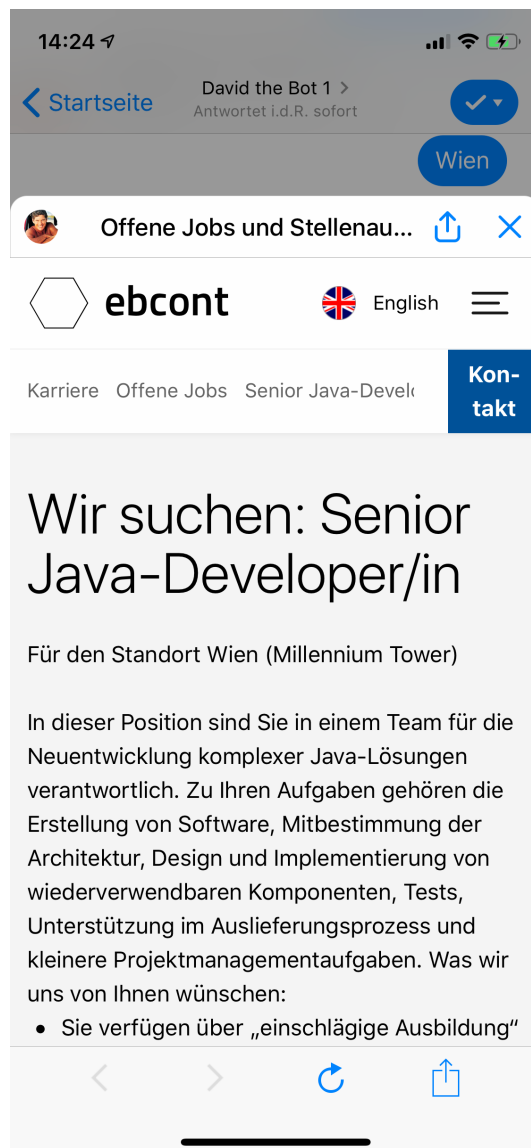 14:24
Startseite
David the Bot 1
Antwortet i.d.R. sofort
Wien
Offene Jobs und Stellenau...
ebcont
English
Karriere Offene Jobs Senior Java-Develo
Kon-
takt
Wir suchen: Senior
Java-Developer/in
Für den Standort Wien (Millennium Tower)
In dieser Position sind Sie in einem Team für die
Neuentwicklung komplexer Java-Lösungen
verantwortlich. Zu Ihren Aufgaben gehören die
Erstellung von Software, Mitbestimmung der
Architektur, Design und Implementierung von
wiederverwendbaren Komponenten, Tests,
Unterstützung im Auslieferungsprozess und
kleinere Projektmanagementaufgaben. Was wir
uns von Ihnen wünschen:
• Sie verfügen über „einschlägige Ausbildung“